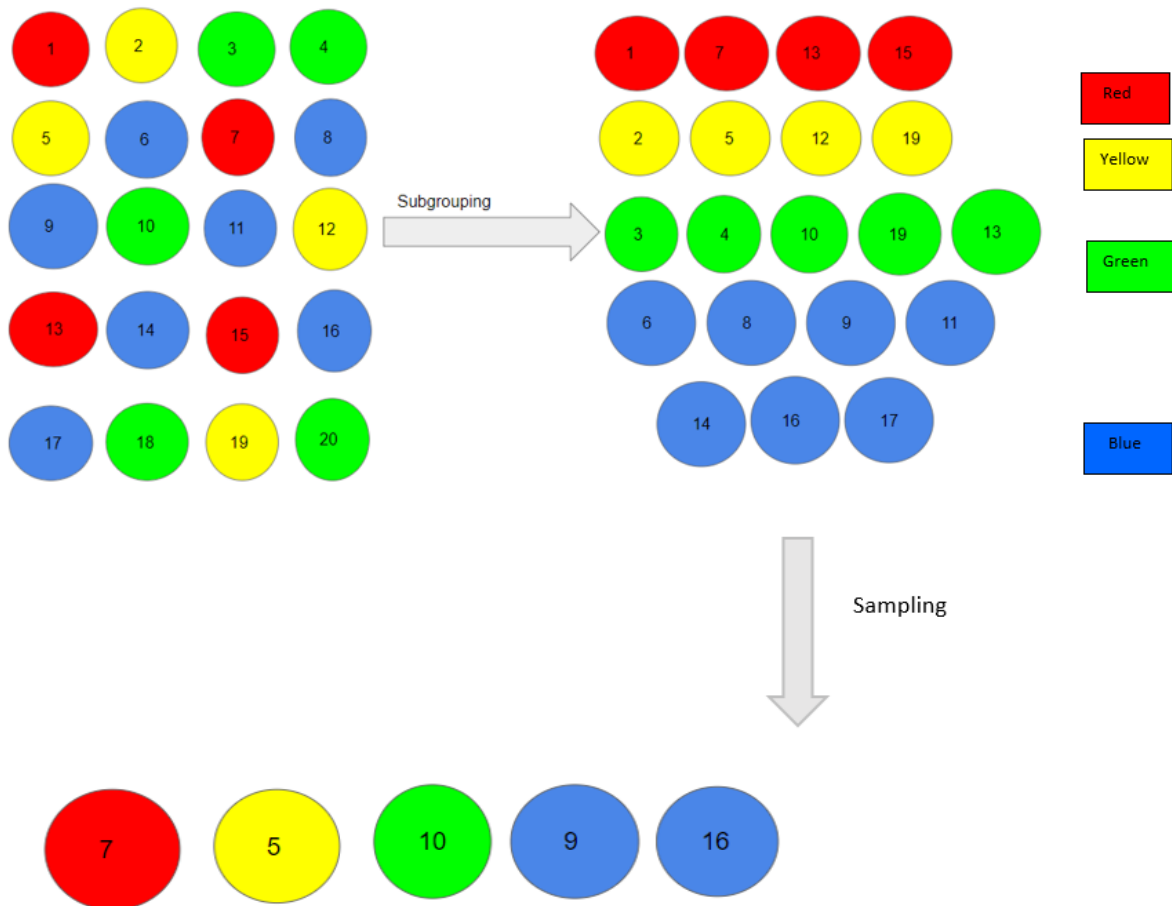 1 2 3 4
5 6 7 8
9 10 11 12
13 14 15 16
17 18 19 20
Subgrouping
1 7 13 15
2 5 12 19
3 4 10 19 13
6 8 9 11
14 16 17
Red
Yellow
Green
Blue
Sampling
7 5 10 9 16